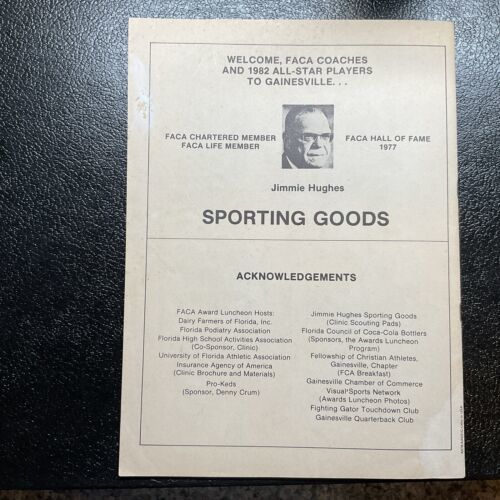 WELCOME, FACA COACHES
AND 1982 ALL-STAR PLAYERS
TO GAINESVILLE. . .
FACA CHARTERED MEMBER
FACA LIFE MEMBER
FACA HALL OF FAME
1977
Jimmie Hughes
SPORTING GOODS
ACKNOWLEDGEMENTS
FACA Award Luncheon Hosts:
Dairy Farmers of Florida, Inc.
Florida Podiatry Association
Florida High School Activities Association
(Co-Sponsor, Clinic)
University of Florida Athletic Association
Insurance Agency of America
(Clinic Brochure and Materials)
Pro-Keds
(Sponsor, Denny Crum)
Jimmie Hughes Sporting Goods
(Clinic Scouting Pads)
Florida Council of Coca-Cola Bottlers
(Sponsors, the Awards Luncheon
Program)
Fellowship of Christian Athletes,
Gainesville, Chapter
(FCA Breakfast)
Gainesville Chamber of Commerce
Visual Sports Network
(Awards Luncheon Photos)
Fighting Gator Touchdown Club
Gainesville Quarterback Club